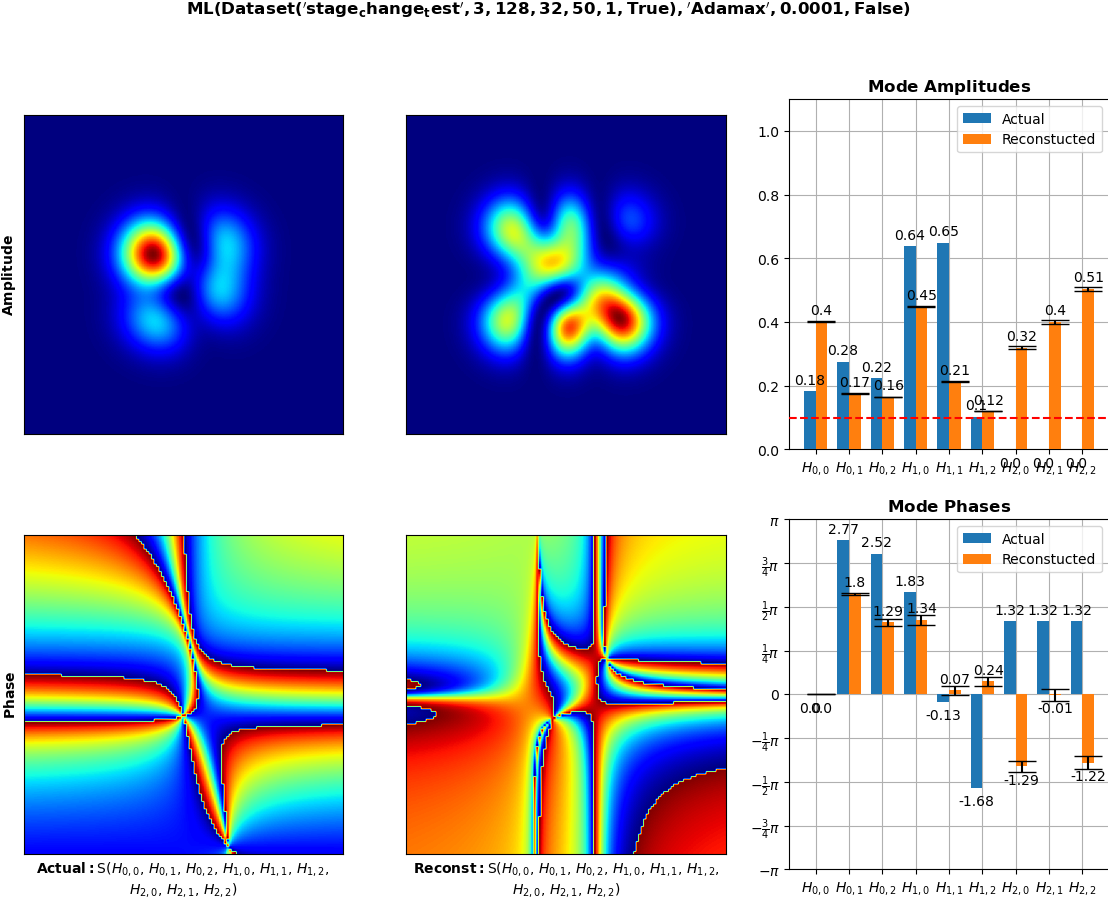 ML(Dataset('stage_change_test', 3, 128, 32, 50, 1, True), 'Adamax', 0.0001, False)
Mode Amplitudes
Actual
Reconstucted
1.0
0.8
0.6
0.4
0.2
0.0
0.18
0.4
0.28
0.17
0.22
0.16
0.64
0.45
0.65
0.21
0.1
0.12
0.0
0.32
0.0
0.4
0.0
0.51
H0,0 H0,1 H0,2 H1,0 H1,1 H1,2 H2,0 H2,1 H2,2
Amplitude
Mode Phases
Actual
Reconstucted
π
3/4π
1/2π
1/4π
0
−1/4π
−1/2π
−3/4π
−π
0.0
0.0
2.77
1.8
2.52
1.29
1.83
1.34
-0.13
0.07
-1.68
0.24
1.32
-1.29
1.32
-0.01
1.32
-1.22
H0,0 H0,1 H0,2 H1,0 H1,1 H1,2 H2,0 H2,1 H2,2
Phase
Actual: S(H0,0, H0,1, H0,2, H1,0, H1,1, H1,2,
H2,0, H2,1, H2,2)
Reconst: S(H0,0, H0,1, H0,2, H1,0, H1,1, H1,2,
H2,0, H2,1, H2,2)